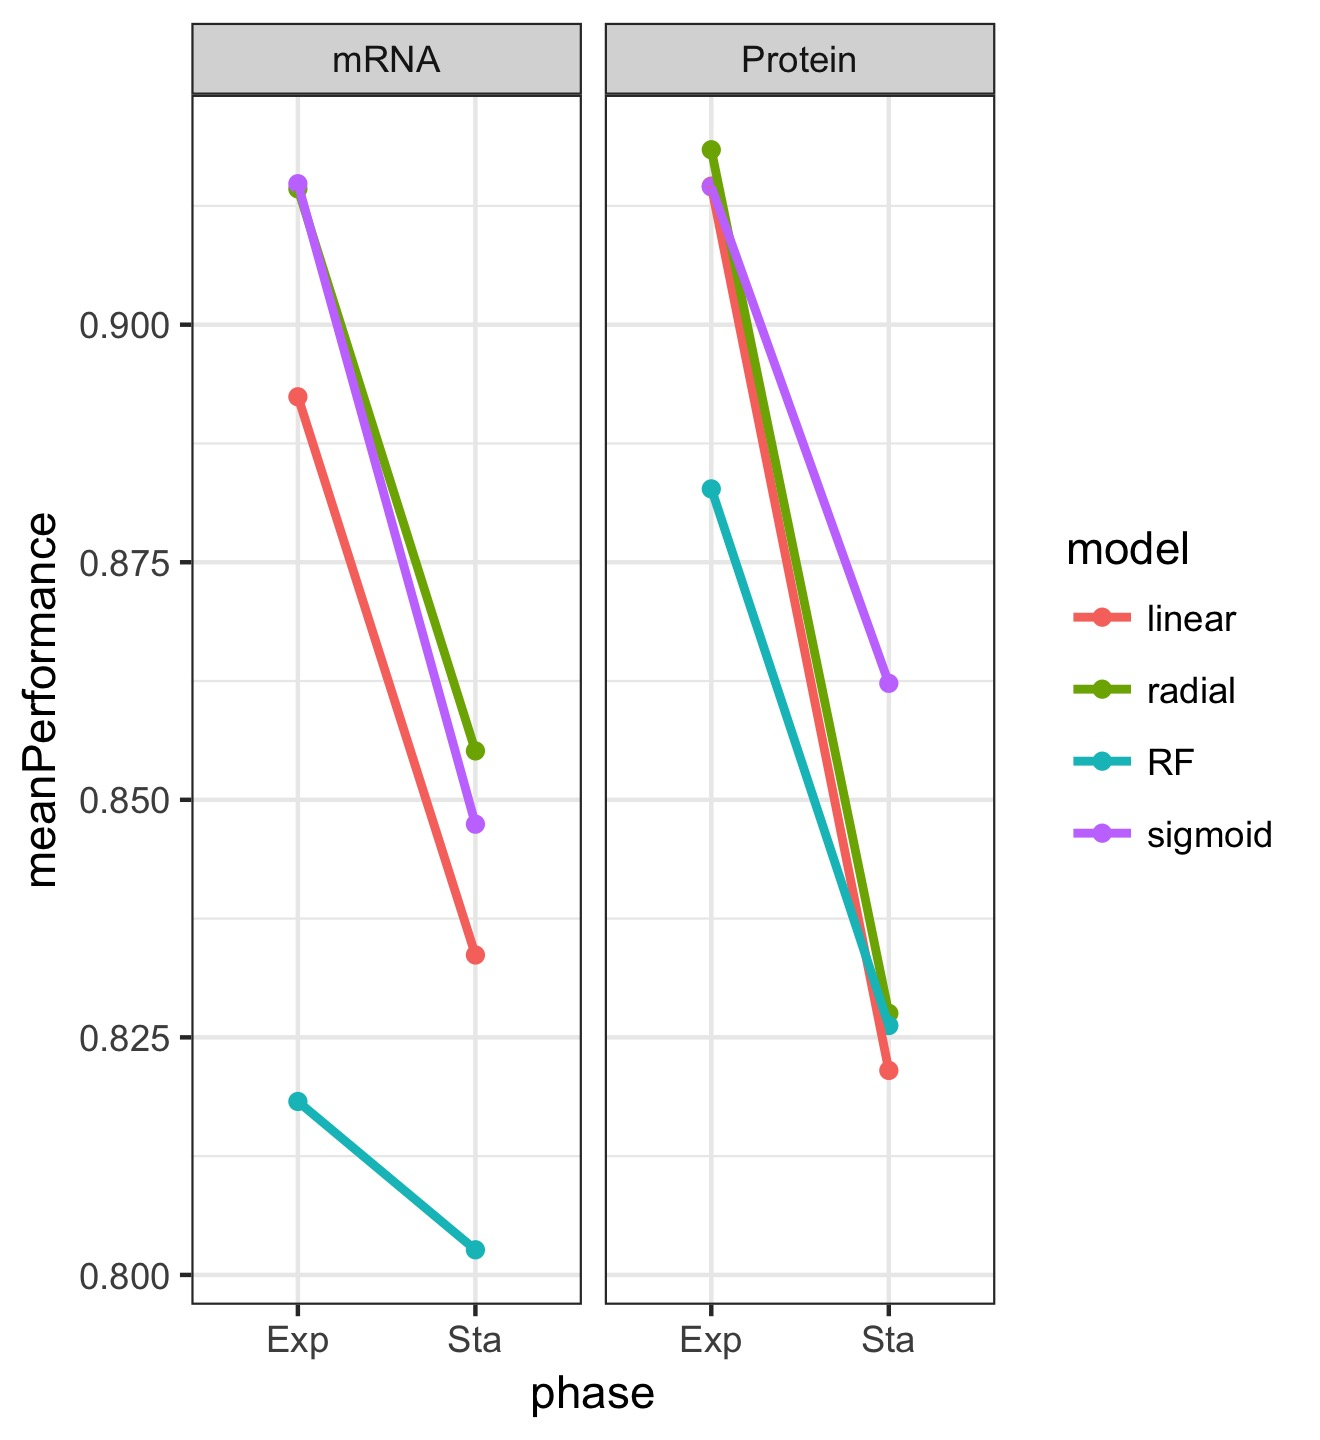 mRNA
Protein
meanPerformance
0.900
0.875
0.850
0.825
0.800
Exp
Sta
Exp
Sta
phase
model
linear
radial
RF
sigmoid